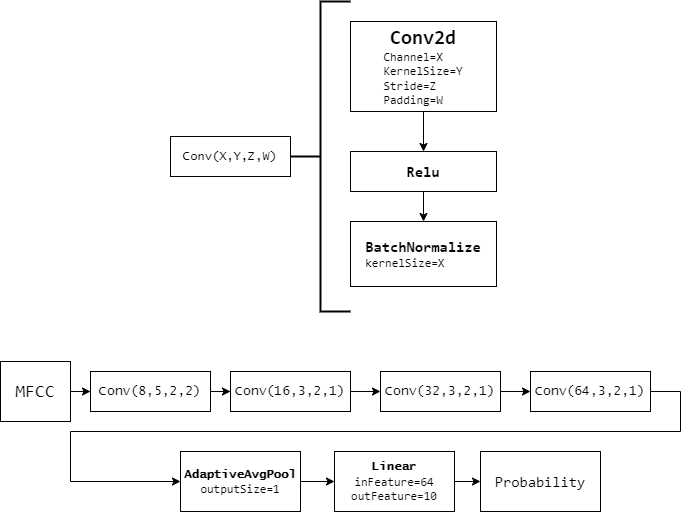 Conv2d
Channel=X
KernelSize=Y
Stride=Z
Padding=W
Conv(X,Y,Z,W)
Relu
BatchNormalize
kernelSize=X
MFCC
Conv(8,5,2,2)
Conv(16,3,2,1)
Conv(32,3,2,1)
Conv(64,3,2,1)
AdaptiveAvgPool
outputSize=1
Linear
inFeature=64
outFeature=10
Probability